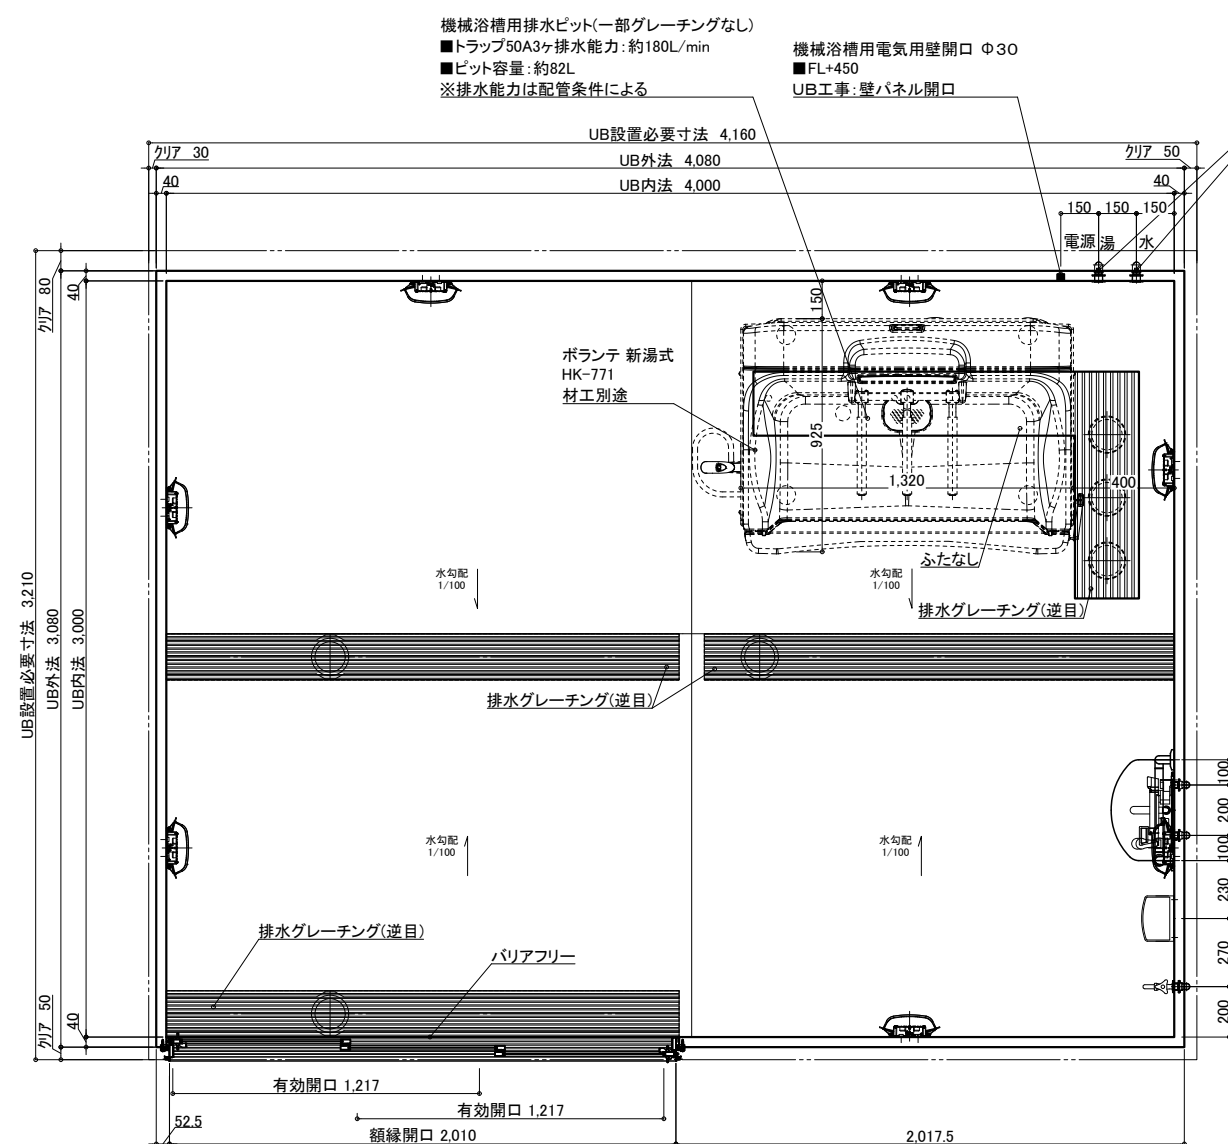 機械浴槽用排水ピット(一部グレーチングなし)
■トラップ50A3ヶ排水能力:約180L/min
■ピット容量:約82L
※排水能力は配管条件による
機械浴槽用電気用壁開口 Φ30
■FL+450
UB工事:壁パネル開口
UB設置必要寸法 4,160
クリア 30
UB外法 4,080
クリア 50
40
UB内法 4,000
40
150
150
150
電源
湯
水
クリア 80
40
150
ボランテ 新湯式
HK-771
材工別途
925
1,320
400
ふたなし
水勾配
1/100
水勾配
1/100
排水グレーチング(逆目)
UB設置必要寸法 3,210
UB外法 3,080
UB内法 3,000
排水グレーチング(逆目)
100
200
100
230
270
200
水勾配
1/100
水勾配
1/100
排水グレーチング(逆目)
バリアフリー
クリア 50
40
有効開口 1,217
有効開口 1,217
52.5
額縁開口 2,010
2,017.5